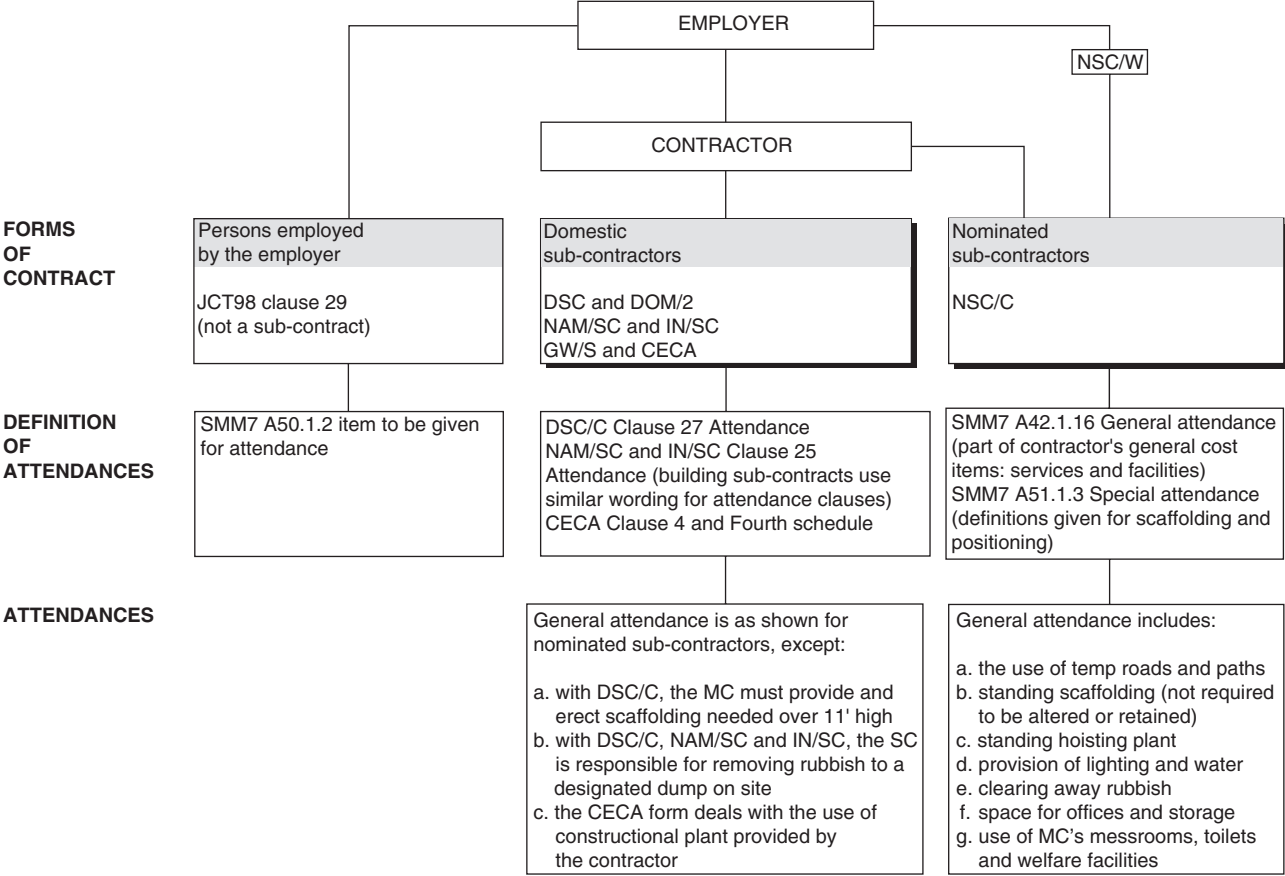 EMPLOYER
NSC/W
CONTRACTOR
FORMS
OF
CONTRACT
Persons employed
by the employer
JCT98 clause 29
(not a sub-contract)
Domestic
sub-contractors
DSC and DOM/2
NAM/SC and IN/SC
GW/S and CECA
Nominated
sub-contractors
NSC/C
DEFINITION
OF
ATTENDANCES
SMM7 A50.1.2 item to be given
for attendance
DSC/C Clause 27 Attendance
NAM/SC and IN/SC Clause 25
Attendance (building sub-contracts use
similar wording for attendance clauses)
CECA Clause 4 and Fourth schedule
SMM7 A42.1.16 General attendance
(part of contractor's general cost
items: services and facilities)
SMM7 A51.1.3 Special attendance
(definitions given for scaffolding and
positioning)
ATTENDANCES
General attendance is as shown for
nominated sub-contractors, except:
a. with DSC/C, the MC must provide and
erect scaffolding needed over 11' high
b. with DSC/C, NAM/SC and IN/SC, the SC
is responsible for removing rubbish to a
designated dump on site
c. the CECA form deals with the use of
constructional plant provided by
the contractor
General attendance includes:
a. the use of temp roads and paths
b. standing scaffolding (not required
to be altered or retained)
c. standing hoisting plant
d. provision of lighting and water
e. clearing away rubbish
f. space for offices and storage
g. use of MC's messrooms, toilets
and welfare facilities